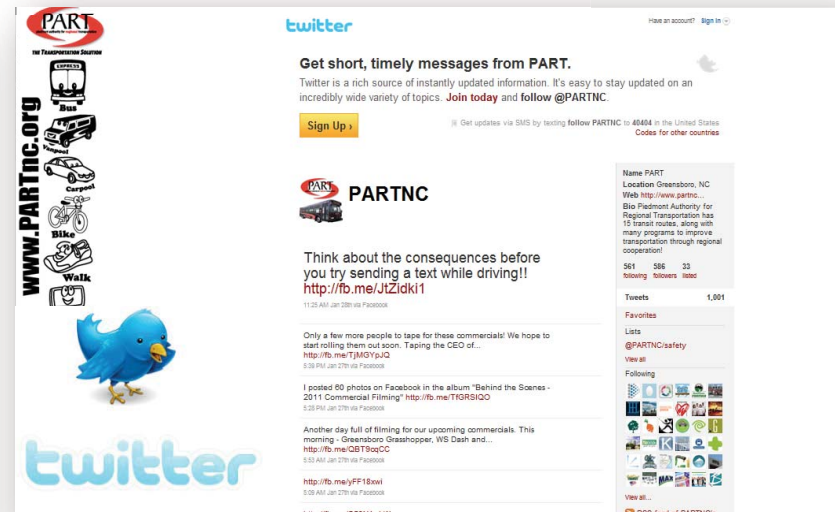 PART
THE TRANSPORTATION SOLUTION
www.PARTnc.org
EXPRESS
Bus
Vanpool
Carpool
Bike
Walk
twitter
twitter
Have an account? Sign in
Get short, timely messages from PART.
Twitter is a rich source of instantly updated information. It's easy to stay updated on an
incredibly wide variety of topics. Join today and follow @PARTNC.
Sign Up ›
Get updates via SMS by texting follow PARTNC to 40404 in the United States
Codes for other countries
PART
PARTNC
Think about the consequences before
you try sending a text while driving!!
http://fb.me/JtZidki1
11:25 AM Jan 28th via Facebook
Only a few more people to tape for these commercials! We hope to
start rolling them out soon. Taping the CEO of...
http://fb.me/TjMGYpJQ
5:39 PM Jan 27th via Facebook
I posted 60 photos on Facebook in the album "Behind the Scenes -
2011 Commercial Filming" http://fb.me/TfGRSIQO
5:28 PM Jan 27th via Facebook
Another day full of filming for our upcoming commercials. This
morning - Greensboro Grasshopper, WS Dash and...
http://fb.me/QBT9cqCC
5:53 AM Jan 27th via Facebook
http://fb.me/yFF18xwi
5:09 AM Jan 27th via Facebook
Name PART
Location Greensboro, NC
Web http://www.partnc...
Bio Piedmont Authority for
Regional Transportation has
15 transit routes, along with
many programs to improve
transportation through regional
cooperation!
561 586 33
following followers listed
Tweets 1,001
Favorites
Lists
@PARTNC/safety
View all
Following
View all...